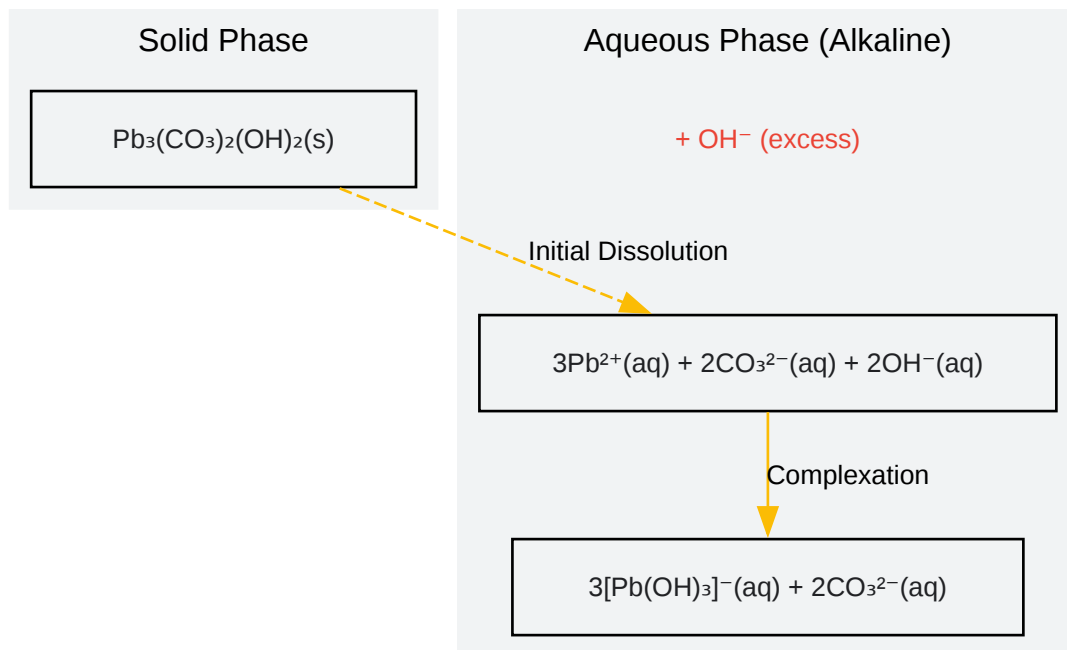 Solid Phase
Pb₃(CO₃)₂(OH)₂(s)
Aqueous Phase (Alkaline)
+ OH⁻ (excess)
Initial Dissolution
3Pb²⁺(aq) + 2CO₃²⁻(aq) + 2OH⁻(aq)
Complexation
3[Pb(OH)₃]⁻(aq) + 2CO₃²⁻(aq)